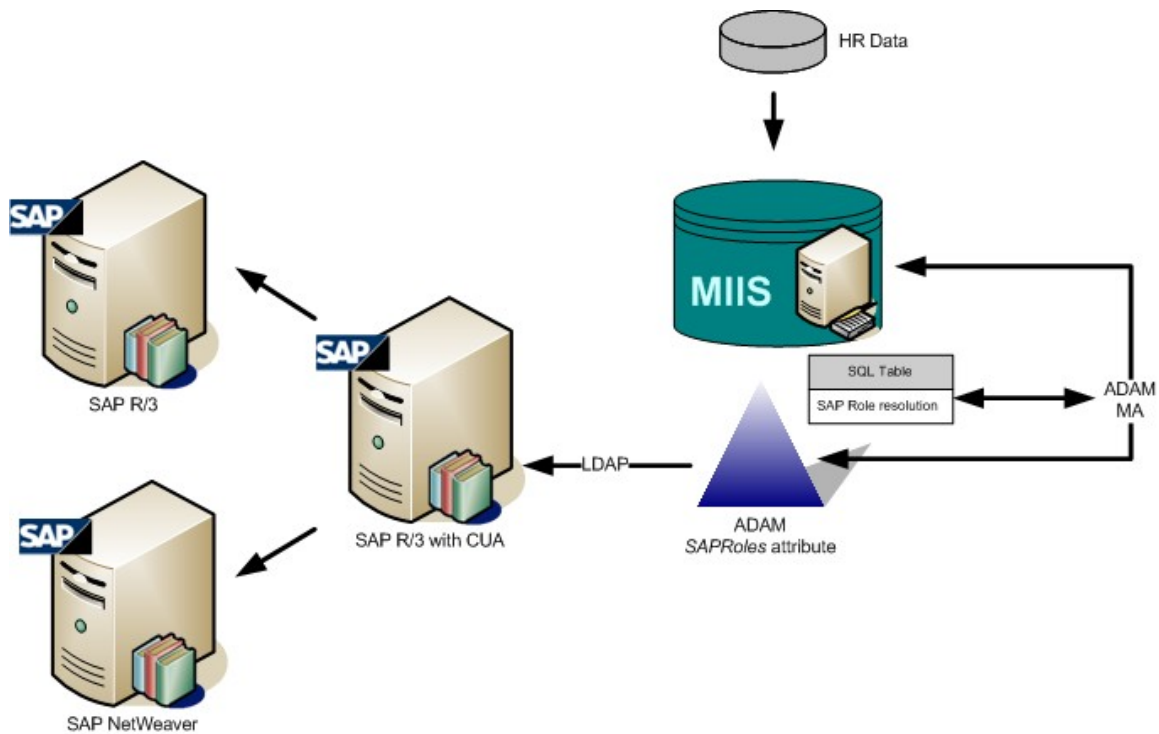 HR Data
SAP
MIIS
SAP
SQL Table
SAP Role resolution
ADAM
MA
SAP R/3
LDAP
SAP
ADAM
SAPRoles attribute
SAP R/3 with CUA
SAP NetWeaver